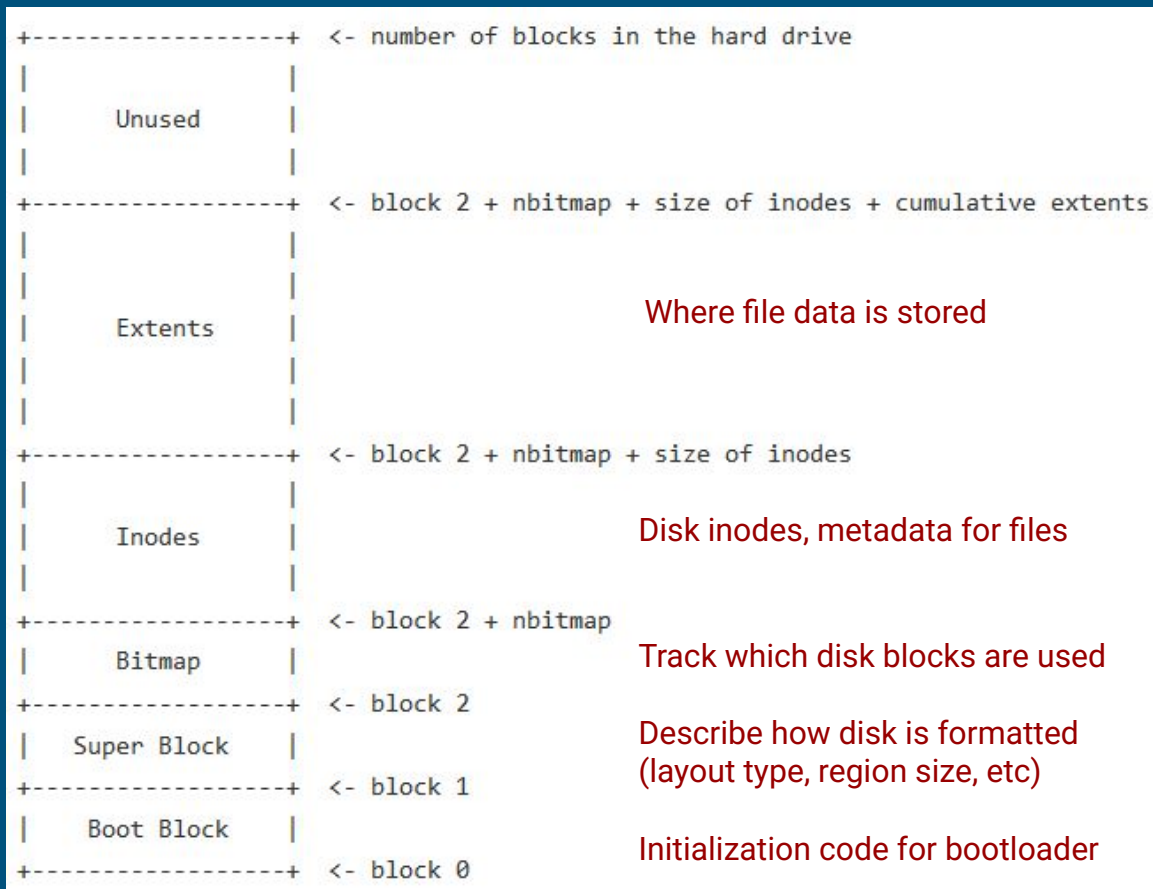 +------------------+ <- number of blocks in the hard drive
| |
| Unused |
| |
+------------------+ <- block 2 + nbitmap + size of inodes + cumulative extents
| |
| |
| Extents | Where file data is stored
| |
| |
+------------------+ <- block 2 + nbitmap + size of inodes
| |
| Inodes | Disk inodes, metadata for files
| |
+------------------+ <- block 2 + nbitmap
| Bitmap | Track which disk blocks are used
+------------------+ <- block 2
| Super Block | Describe how disk is formatted
(layout type, region size, etc)
+------------------+ <- block 1
| Boot Block | Initialization code for bootloader
+------------------+ <- block 0